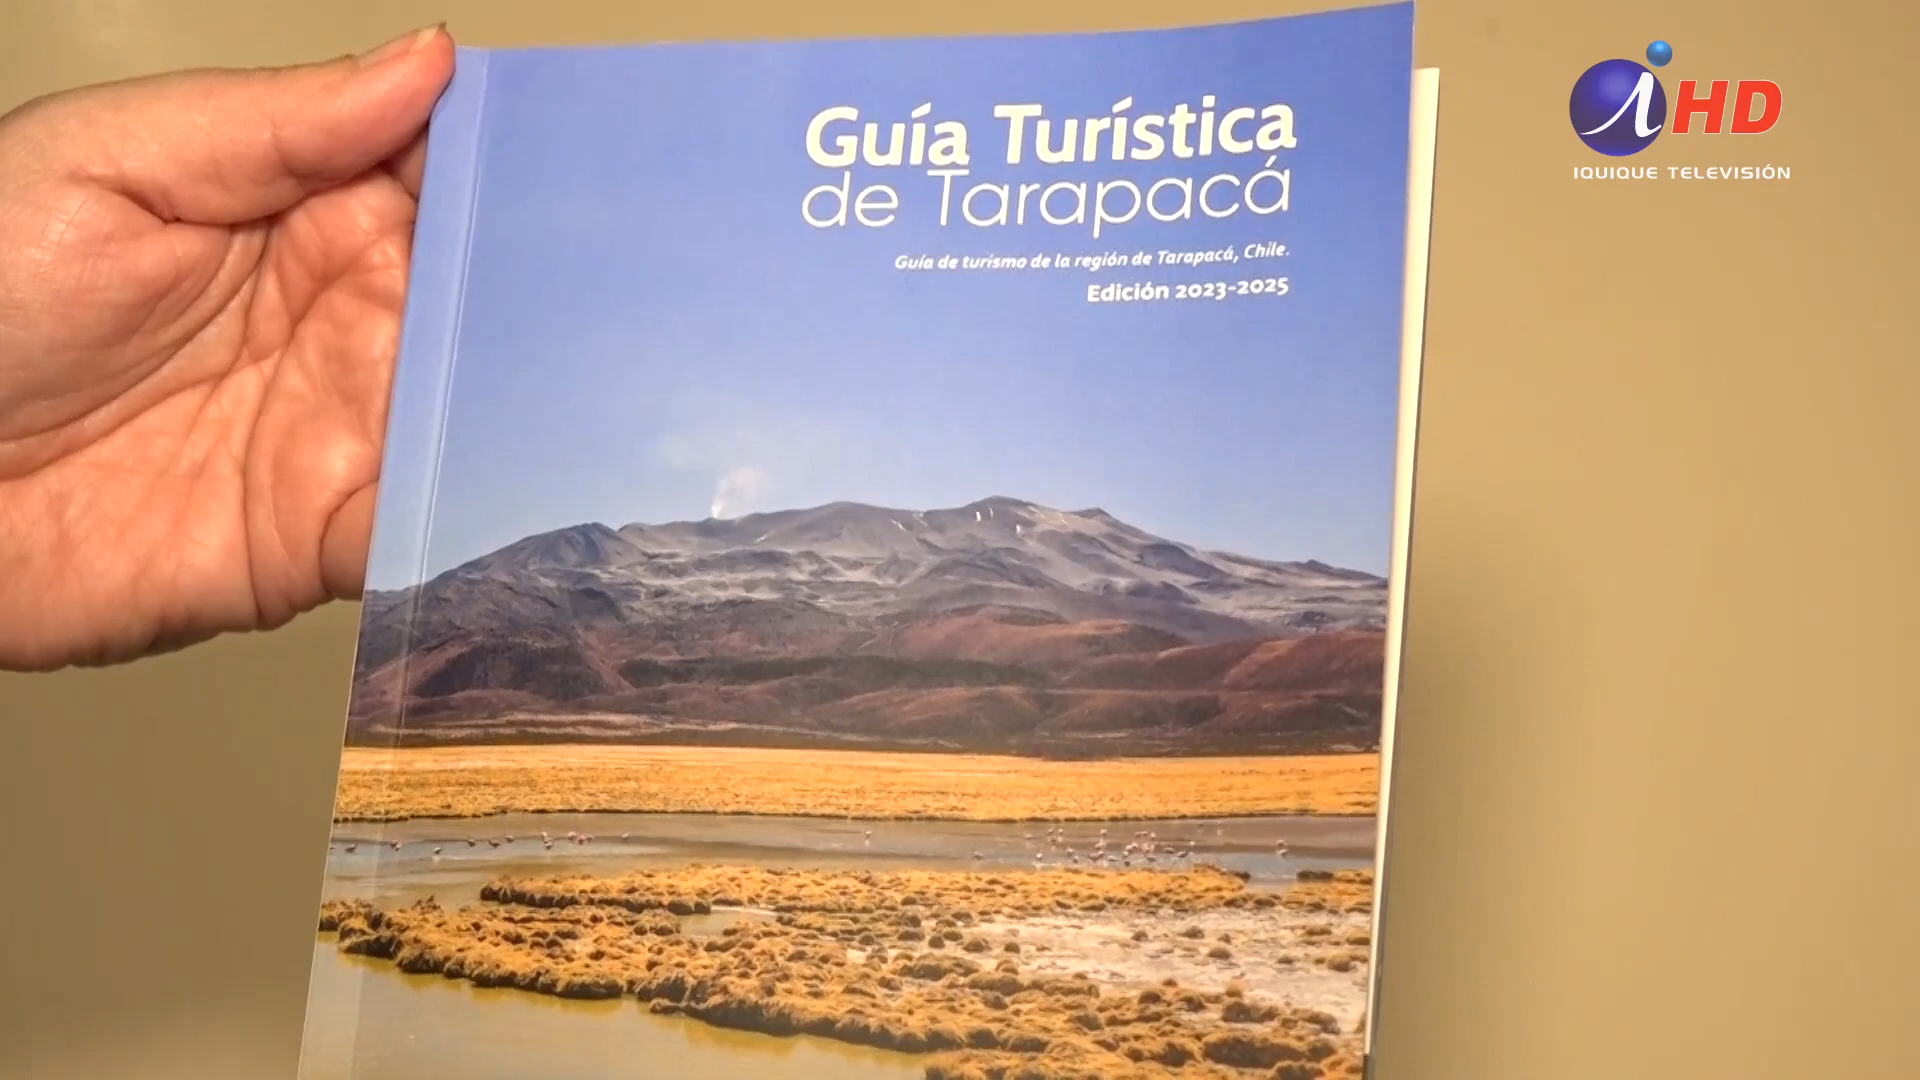 Guía Turística
de Tarapacá
Guía de turismo de la región de Tarapacá, Chile.
Edición 2023-2025
HD
IQUIQUE TELEVISIÓN